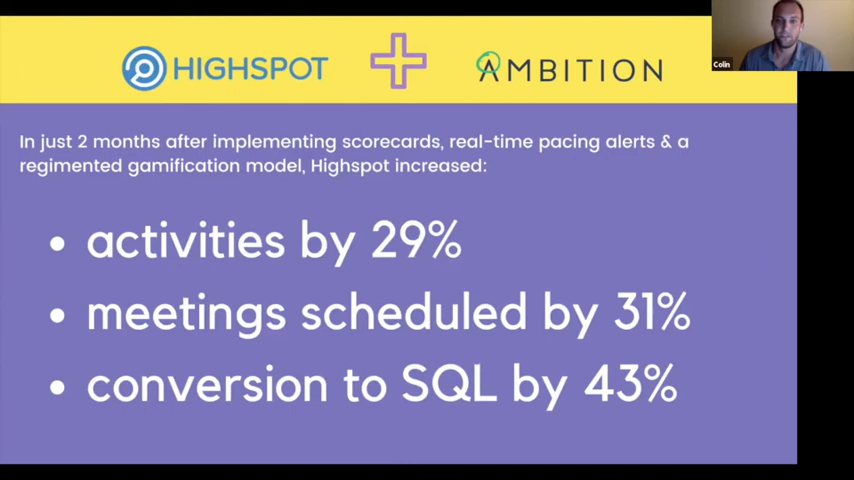 HIGHSPOT
AMBITION
Colin
In just 2 months after implementing scorecards, real-time pacing alerts & a
regimented gamification model, Highspot increased:
• activities by 29%
• meetings scheduled by 31%
• conversion to SQL by 43%